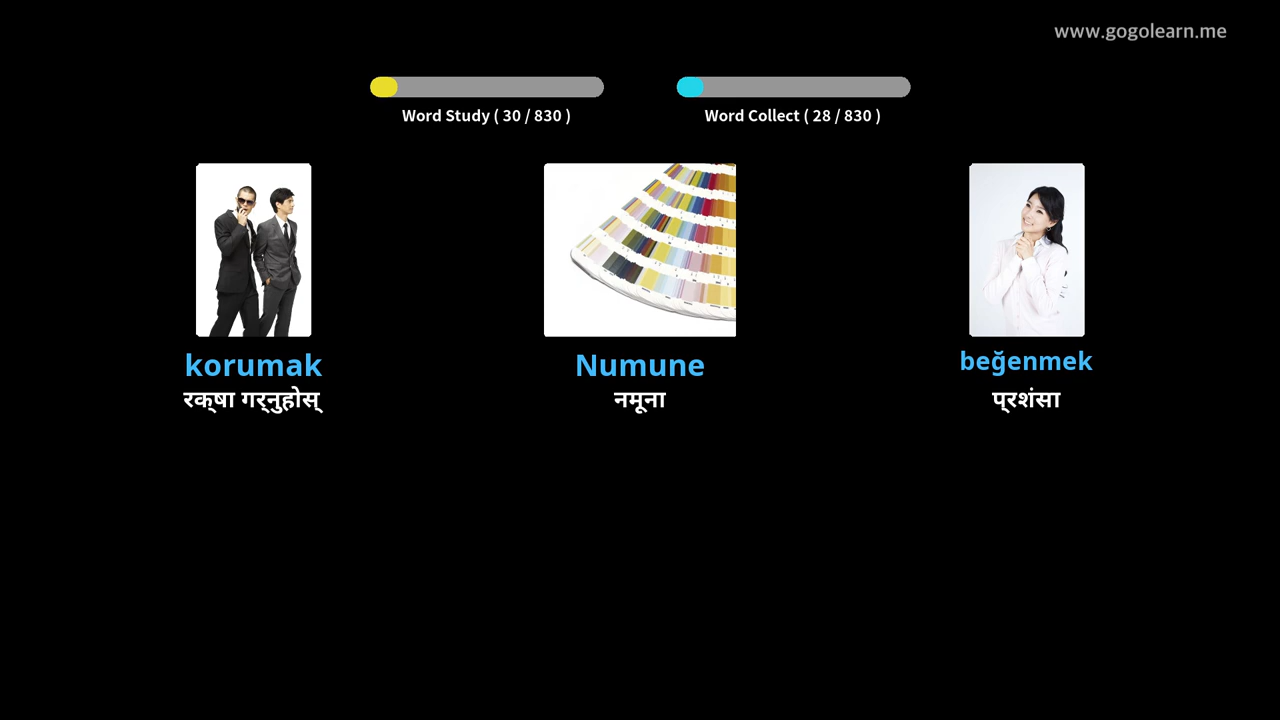 www.gogolearn.me
Word Study ( 30 / 830 )
Word Collect ( 28 / 830 )
korumak
रक्षा गर्नुहोस्
Numune
नमूना
beğenmek
प्रशंसा